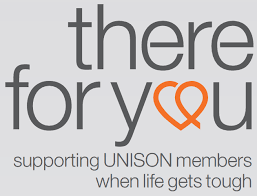 there
for you
supporting UNISON members
when life gets tough